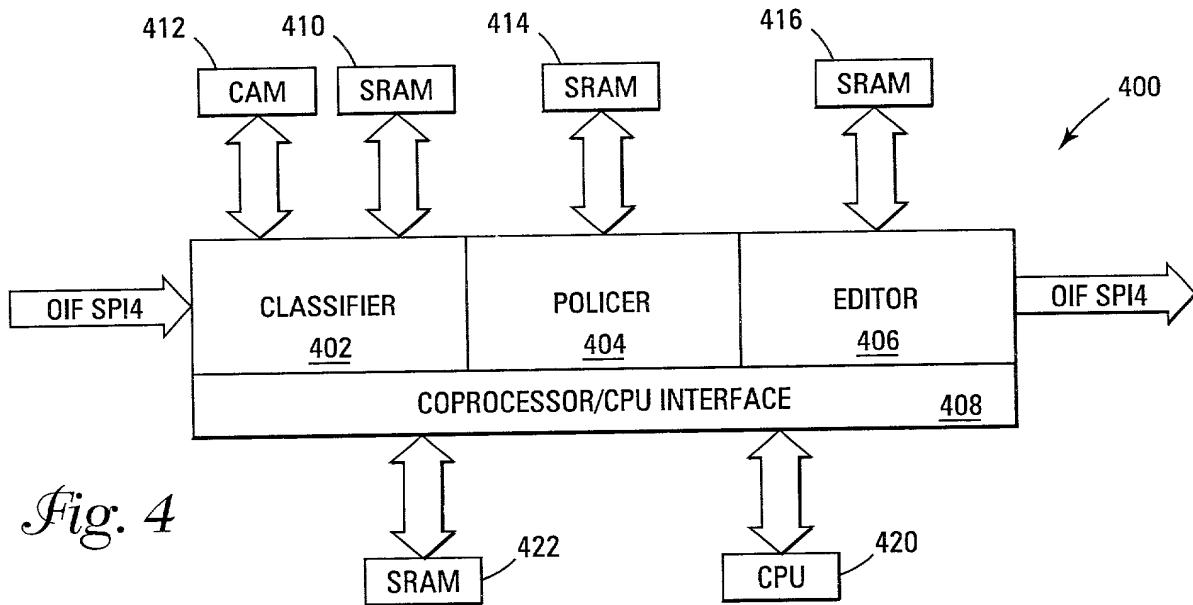 412 410 414 416
CAM SRAM SRAM SRAM 400
OIF SPI4 CLASSIFIER POLICER EDITOR OIF SPI4
402 404 406
COPROCESSOR/CPU INTERFACE 408
Fig. 4
SRAM 422 CPU 420